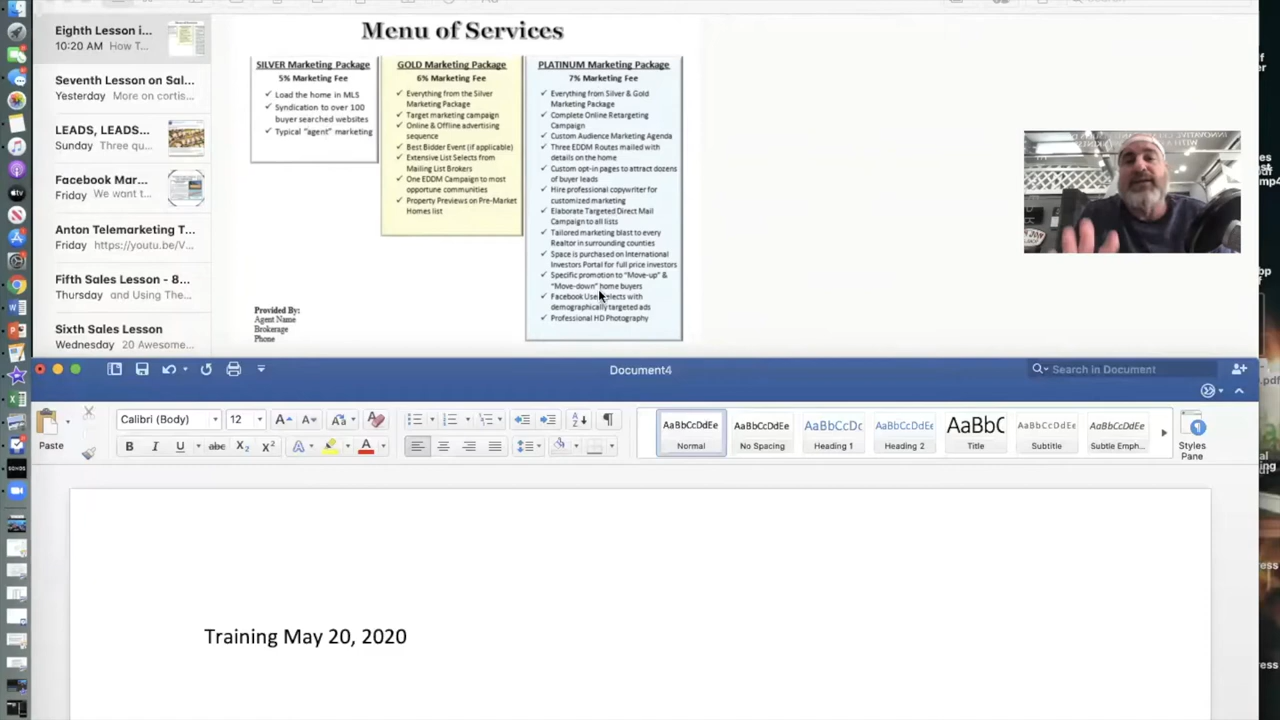 Eighth Lesson i...
10:20 AM How T...
Seventh Lesson on Sal...
Yesterday More on cortis...
LEADS, LEADS...
Sunday Three qu...
Facebook Mar...
Friday We want t...
Anton Telemarketing T...
Friday https://youtu.be/V...
Fifth Sales Lesson - 8...
Thursday and Using The...
Sixth Sales Lesson
Wednesday 20 Awesome...
Menu of Services
SILVER Marketing Package
5% Marketing Fee
✓ Load the home in MLS
✓ Syndication to over 100
buyer searched websites
✓ Typical "agent" marketing
GOLD Marketing Package
6% Marketing Fee
✓ Everything from the Silver
Marketing Package
✓ Target marketing campaign
✓ Online & Offline advertising
sequence
✓ Best Bidder Event (if applicable)
✓ Extensive List Selects from
Mailing List Brokers
✓ One EDDM Campaign to most
opportune communities
✓ Property Previews on Pre-Market
Homes list
PLATINUM Marketing Package
7% Marketing Fee
✓ Everything from Silver & Gold
Marketing Package
✓ Complete Online Retargeting
Campaign
✓ Custom Audience Marketing Agenda
✓ Three EDDM Routes mailed with
details on the home
✓ Custom opt-in pages to attract dozens
of buyer leads
✓ Hire professional copywriter for
customized marketing
✓ Elaborate Targeted Direct Mail
Campaign to all lists
✓ Tailored marketing blast to every
Realtor in surrounding counties
✓ Space is purchased on International
Investors Portal for full price investors
✓ Specific promotion to "Move-up" &
"Move-down" home buyers
✓ Facebook User Selects with
demographically targeted ads
✓ Professional HD Photography
Provided By:
Agent Name
Brokerage
Phone
Document4
Search in Document
Paste
Calibri (Body) 12
AaBbCcDdEe
Normal
AaBbCcDdEe
No Spacing
AaBbCcDc
Heading 1
AaBbCcDdEe
Heading 2
AaBbC
Title
AaBbCcDdEe
Subtitle
AaBbCcDdEe
Subtle Emph...
Styles
Pane
Training May 20, 2020